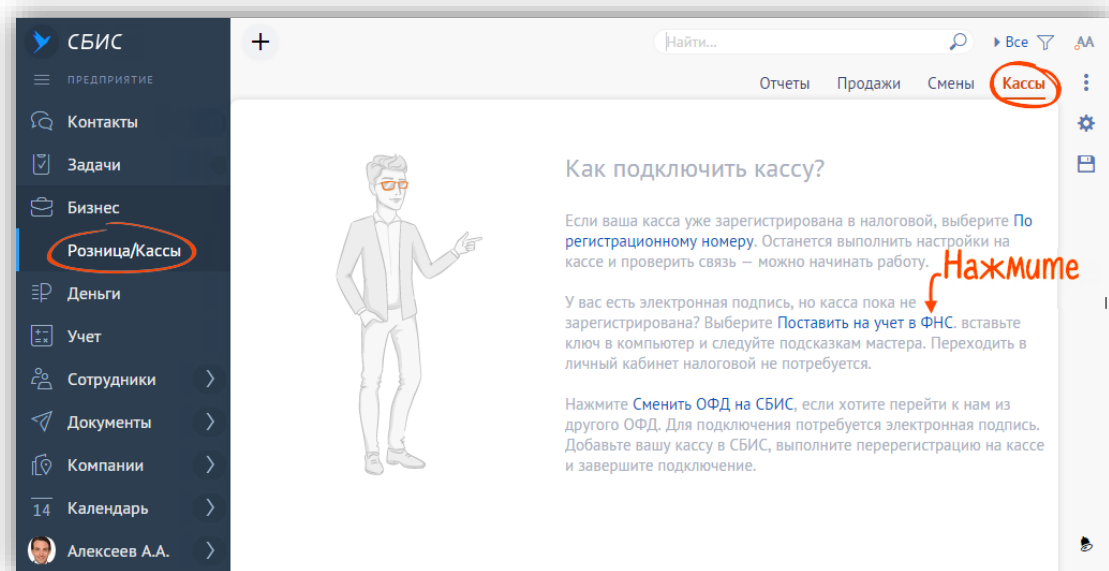 СБИС
Найти...
Все
АА
ПРЕДПРИЯТИЕ
Отчеты Продажи Смены Кассы
Контакты
Задачи
Бизнес
Розница/Кассы
Деньги
Учет
Сотрудники
Документы
Компании
14 Календарь
Алексеев А.А.
Как подключить кассу?
Если ваша касса уже зарегистрирована в налоговой, выберите По
регистрационному номеру. Останется выполнить настройки на
кассе и проверить связь — можно начинать работу.
Нажмите
У вас есть электронная подпись, но касса пока не
зарегистрирована? Выберите Поставить на учет в ФНС. вставьте
ключ в компьютер и следуйте подсказкам мастера. Переходить в
личный кабинет налоговой не потребуется.
Нажмите Сменить ОФД на СБИС, если хотите перейти к нам из
другого ОФД. Для подключения потребуется электронная подпись.
Добавьте вашу кассу в СБИС, выполните перерегистрацию на кассе
и завершите подключение.